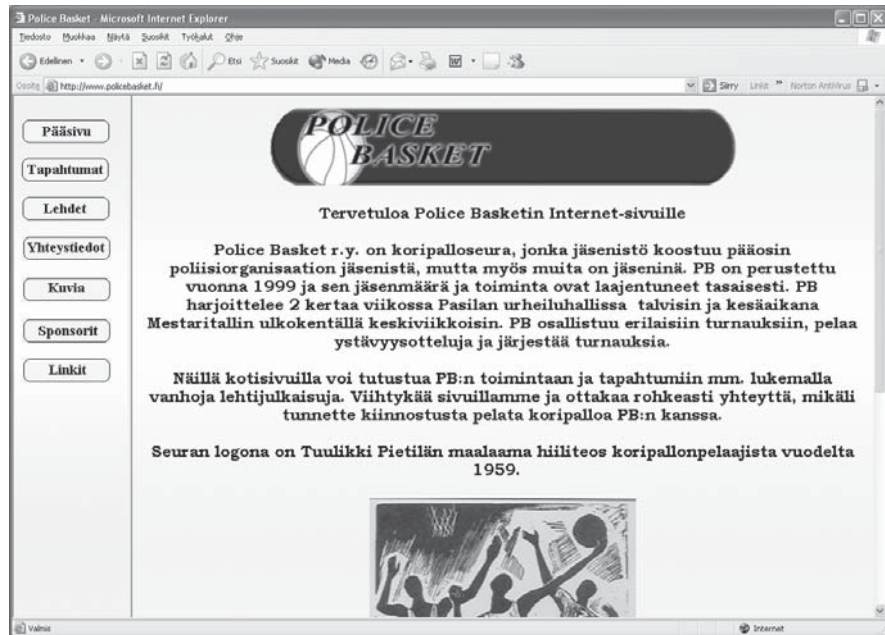 Police Basket - Microsoft Internet Explorer
Tiedosto Muokkaa Näytä Suosikit Työkalut Ohje
Edellinen Etsi Suosikit Media
Osoite http://www.policebasket.fi/ Siirry Linkit Norton AntiVirus
Pääsivu
Tapahtumat
Lehdet
Yhteystiedot
Kuvia
Sponsorit
Linkit
POLICE
BASKET
Tervetuloa Police Basketin Internet-sivuille
Police Basket r.y. on koripalloseura, jonka jäsenistö koostuu pääosin
poliisiorganisaation jäsenistä, mutta myös muita on jäseninä. PB on perustettu
vuonna 1999 ja sen jäsenmäärä ja toiminta ovat laajentuneet tasaisesti. PB
harjoittelee 2 kertaa viikossa Pasilan urheiluhallissa talvisin ja kesäaikana
Mestaritallin ulkokentällä keskiviikkoisin. PB osallistuu erilaisiin turnauksiin, pelaa
ystävyysotteluja ja järjestää turnauksia.
Näillä kotisivuilla voi tutustua PB:n toimintaan ja tapahtumiin mm. lukemalla
vanhoja lehtijulkaisuja. Viihtykää sivuillamme ja ottakaa rohkeasti yhteyttä, mikäli
tunnette kiinnostusta pelata koripalloa PB:n kanssa.
Seuran logona on Tuulikki Pietilän maalaama hiiliteos koripallonpelaajista vuodelta
1959.
Valmis Internet